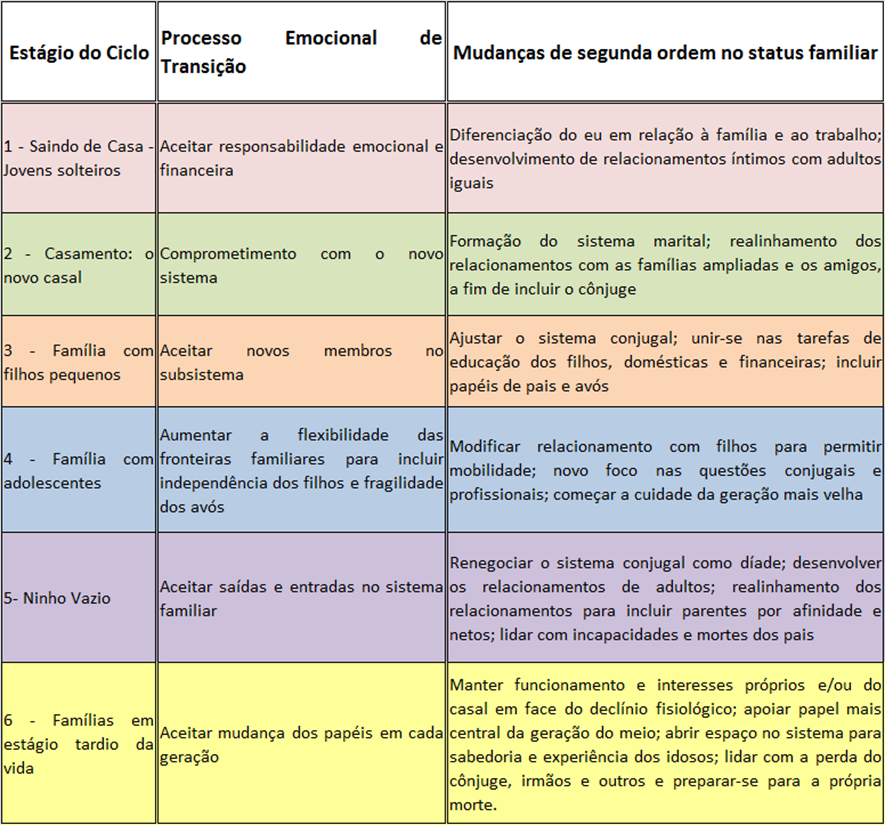 Estágio do Ciclo
Processo Emocional de
Transição
Mudanças de segunda ordem no status familiar
1 - Saindo de Casa -
Jovens solteiros
Aceitar responsabilidade emocional e
financeira
Diferenciação do eu em relação à família e ao trabalho;
desenvolvimento de relacionamentos íntimos com adultos
iguais
2 - Casamento: o
novo casal
Comprometimento com o novo
sistema
Formação do sistema marital; realinhamento dos
relacionamentos com as famílias ampliadas e os amigos,
a fim de incluir o cônjuge
3 - Família com
filhos pequenos
Aceitar novos membros no
subsistema
Ajustar o sistema conjugal; unir-se nas tarefas de
educação dos filhos, domésticas e financeiras; incluir
papéis de pais e avós
4 - Família com
adolescentes
Aumentar a flexibilidade das
fronteiras familiares para incluir
independência dos filhos e fragilidade
dos avós
Modificar relacionamento com filhos para permitir
mobilidade; novo foco nas questões conjugais e
profissionais; começar a cuidade da geração mais velha
5- Ninho Vazio
Aceitar saídas e entradas no sistema
familiar
Renegociar o sistema conjugal como díade; desenvolver
os relacionamentos de adultos; realinhamento dos
relacionamentos para incluir parentes por afinidade e
netos; lidar com incapacidades e mortes dos pais
6 - Famílias em
estágio tardio da
vida
Aceitar mudança dos papéis em cada
geração
Manter funcionamento e interesses próprios e/ou do
casal em face do declínio fisiológico; apoiar papel mais
central da geração do meio; abrir espaço no sistema para
sabedoria e experiência dos idosos; lidar com a perda do
cônjuge, irmãos e outros e preparar-se para a própria
morte.